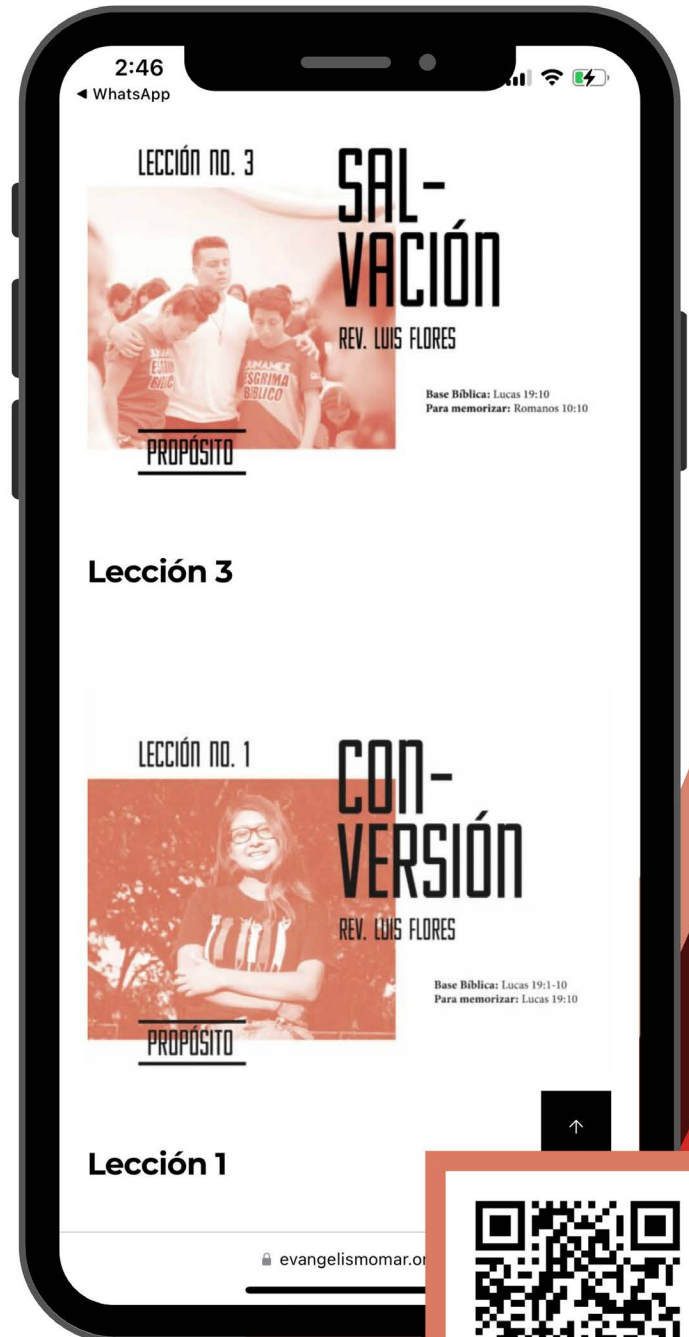 2:46
◀ WhatsApp
LECCIÓN NO. 3
SAL-
VACIÓN
REV. LUIS FLORES
Base Bíblica: Lucas 19:10
Para memorizar: Romanos 10:10
ESGRIMA
BÍBLICO
PROPÓSITO
Lección 3
LECCIÓN NO. 1
CON-
VERSIÓN
REV. LUIS FLORES
Base Bíblica: Lucas 19:1-10
Para memorizar: Lucas 19:10
PROPÓSITO
Lección 1
evangelismomar.or